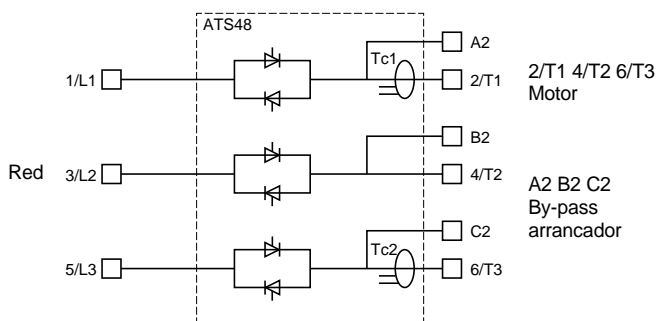 ATS48
A2
Tc1
1/L1
2/T1
2/T1 4/T2 6/T3
Motor
B2
Red
3/L2
4/T2
A2 B2 C2
By-pass
arrancador
C2
Tc2
5/L3
6/T3